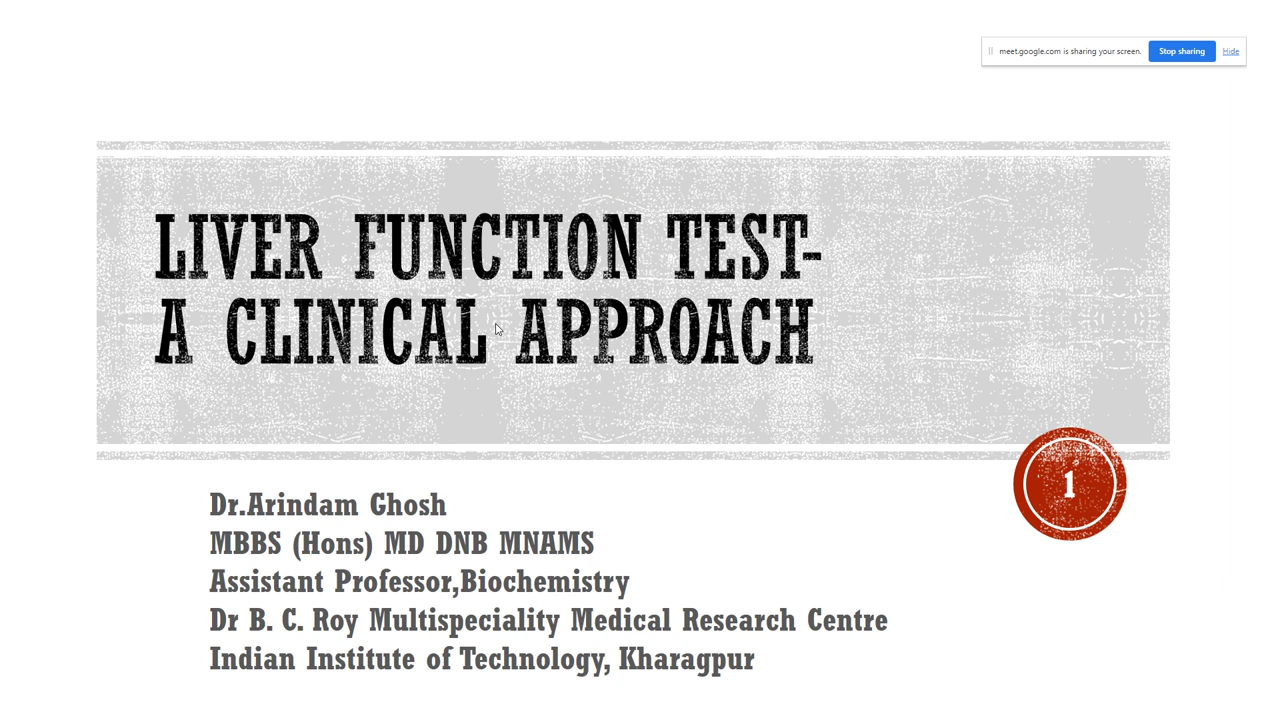 meet.google.com is sharing your screen. Stop sharing Hide
LIVER FUNCTION TEST-
A CLINICAL APPROACH
1
Dr.Arindam Ghosh
MBBS (Hons) MD DNB MNAMS
Assistant Professor,Biochemistry
Dr B. C. Roy Multispeciality Medical Research Centre
Indian Institute of Technology, Kharagpur